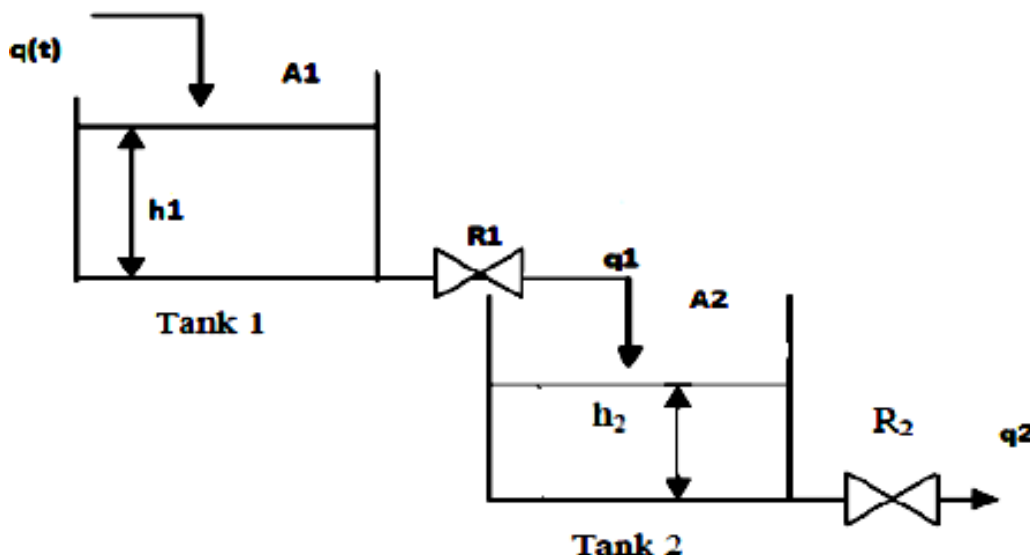 q(t)
A1
h1
R1
q1
A2
Tank 1
h₂
R₂
q2
Tank 2